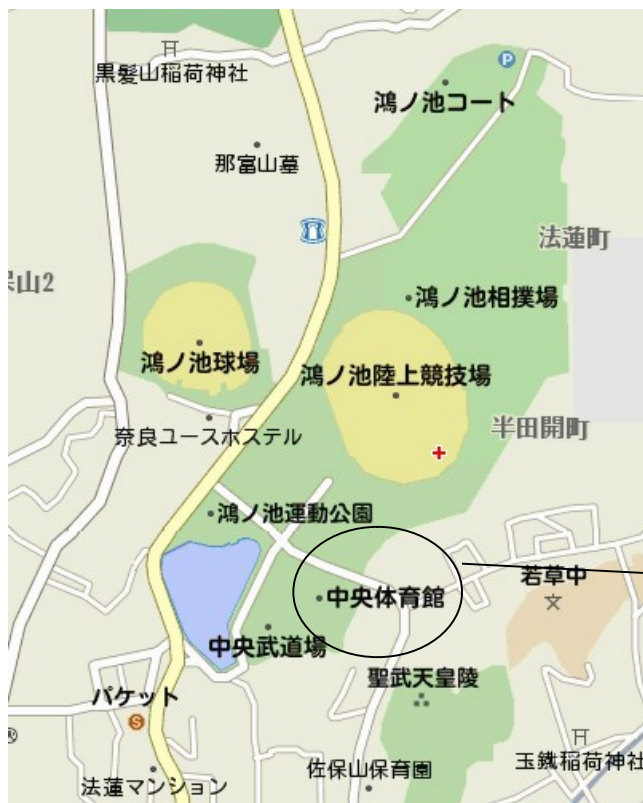 黒髪山稲荷神社
P
鴻ノ池コート
那富山墓
法蓮町
保山2
鴻ノ池相撲場
鴻ノ池球場
鴻ノ池陸上競技場
半田開町
奈良ユースホステル
鴻ノ池運動公園
中央体育館
若草中
文
中央武道場
聖武天皇陵
パケット
S
玉鉄稲荷神社
佐保山保育園
法蓮マンション